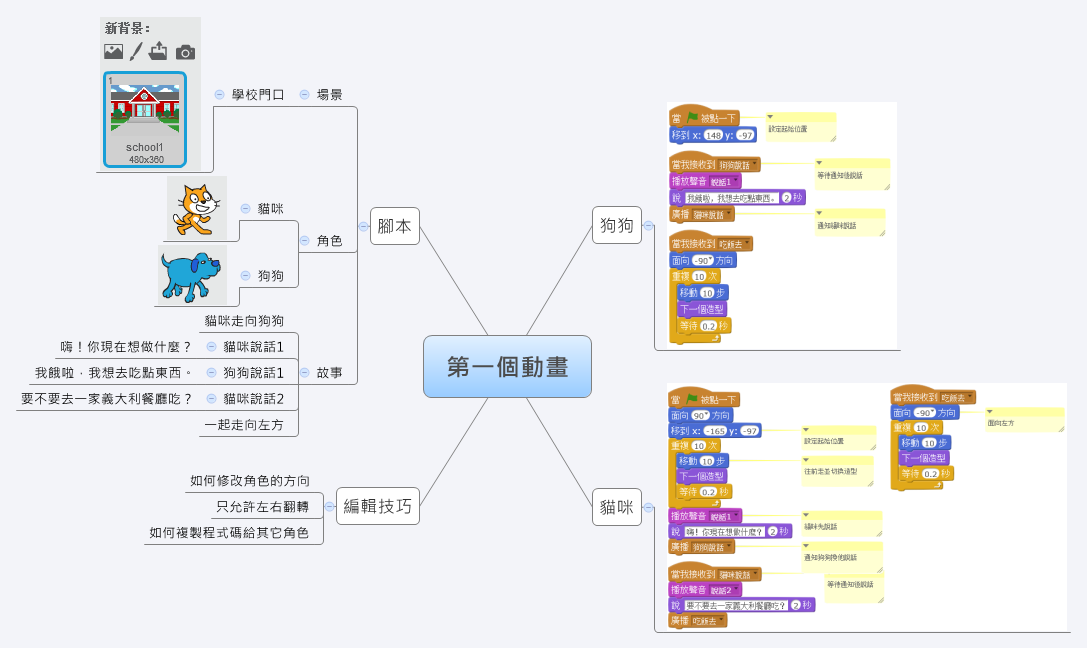 新背景：
1
school1
480x360
學校門口
場景
貓咪
角色
狗狗
腳本
貓咪走向狗狗
嗨！你現在想做什麼？
貓咪說話1
我餓啦，我想去吃點東西。
狗狗說話1
故事
要不要去一家義大利餐廳吃？
貓咪說話2
一起走向左方
如何修改角色的方向
只允許左右翻轉
編輯技巧
如何複製程式碼給其它角色
第一個動畫
狗狗
當 被點一下
設定起始位置
移到 x: 148 y: -97
當我接收到 狗狗說話
等待通知後說話
播放聲音 說話1
說 我餓啦，我想去吃點東西。 2 秒
廣播 貓咪說話
通知貓咪說話
當我接收到 吃飯去
面向 -90 方向
重複 10 次
移動 10 步
下一個造型
等待 0.2 秒
貓咪
當 被點一下
面向 90 方向
移到 x: -165 y: -97
設定起始位置
重複 10 次
移動 10 步
往前走並切換造型
下一個造型
等待 0.2 秒
播放聲音 說話1
貓咪先說話
說 嗨！你現在想做什麼？ 2 秒
廣播 狗狗說話
通知狗狗換他說話
當我接收到 貓咪說話
等待通知後說話
播放聲音 說話2
說 要不要去一家義大利餐廳吃？ 2 秒
廣播 吃飯去
當我接收到 吃飯去
面向 -90 方向
面向左方
重複 10 次
移動 10 步
下一個造型
等待 0.2 秒